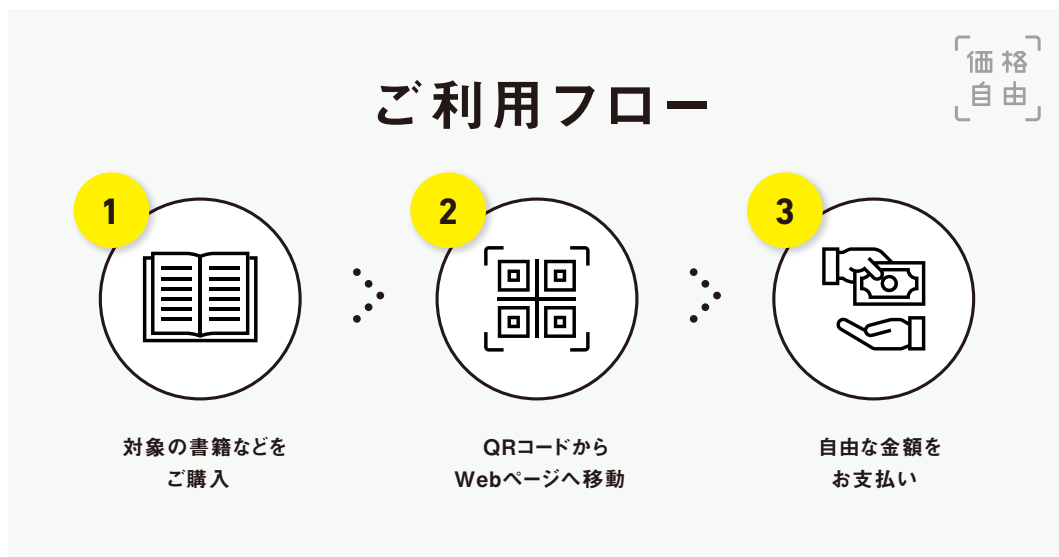 価格
自由
ご利用フロー
1
2
3
対象の書籍などを
ご購入
QRコードから
Webページへ移動
自由な金額を
お支払い